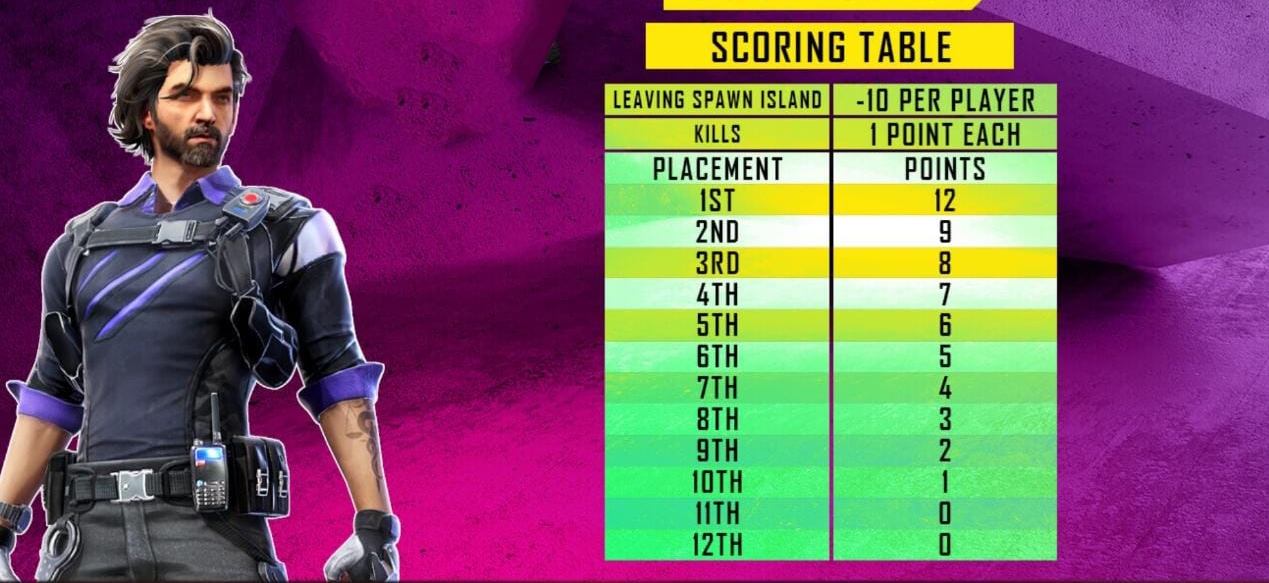 SCORING TABLE
LEAVING SPAWN ISLAND -10 PER PLAYER
KILLS 1 POINT EACH
PLACEMENT POINTS
1ST 12
2ND 9
3RD 8
4TH 7
5TH 6
6TH 5
7TH 4
8TH 3
9TH 2
10TH 1
11TH 0
12TH 0